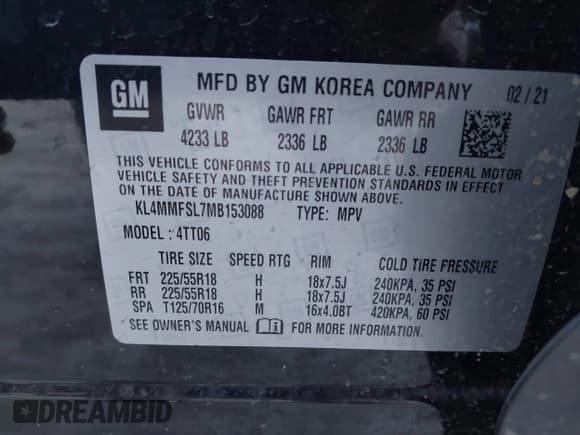 GM
MFD BY GM KOREA COMPANY 02/21
GVWR GAWR FRT GAWR RR
4233 LB 2336 LB 2336 LB
THIS VEHICLE CONFORMS TO ALL APPLICABLE U.S. FEDERAL MOTOR
VEHICLE SAFETY AND THEFT PREVENTION STANDARDS IN EFFECT
ON THE DATE OF MANUFACTURE SHOWN ABOVE.
KL4MMFSL7MB153088 TYPE: MPV
MODEL: 4TT06
TIRE SIZE SPEED RTG RIM COLD TIRE PRESSURE
FRT 225/55R18 H 18x7.5J 240KPA, 35 PSI
RR 225/55R18 H 18x7.5J 240KPA, 35 PSI
SPA T125/70R16 M 16x4.0BT 420KPA, 60 PSI
SEE OWNER'S MANUAL FOR MORE INFORMATION.
DREAMBID